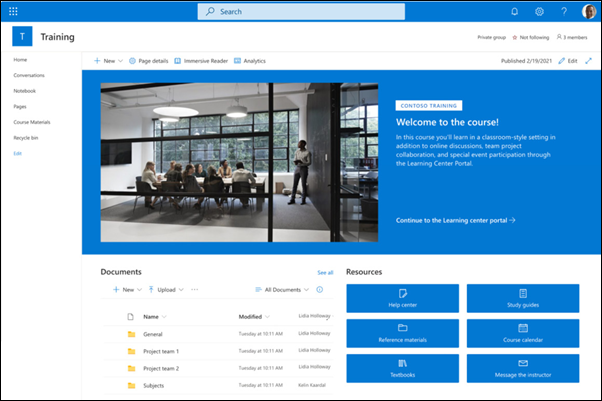 Search
T
Training
Private group
Not following
3 members
Home
Conversations
Notebook
Pages
Course Materials
Recycle bin
Edit
New
Page details
Immersive Reader
Analytics
Published 2/19/2021
Edit
CONTOSO TRAINING
Welcome to the course!
In this course you'll learn in a classroom-style setting in
addition to online discussions, team project
collaboration, and special event participation through
the Learning Center Portal.
Continue to the Learning center portal
Documents
See all
New
Upload
All Documents
Name
Modified
Lidia Holloway
General
Tuesday at 10:11 AM
Lidia Holloway
Project team 1
Tuesday at 10:11 AM
Lidia Holloway
Project team 2
Tuesday at 10:11 AM
Lidia Holloway
Subjects
Tuesday at 10:11 AM
Kelin Kaardal
Resources
Help center
Study guides
Reference materials
Course calendar
Textbooks
Message the instructor